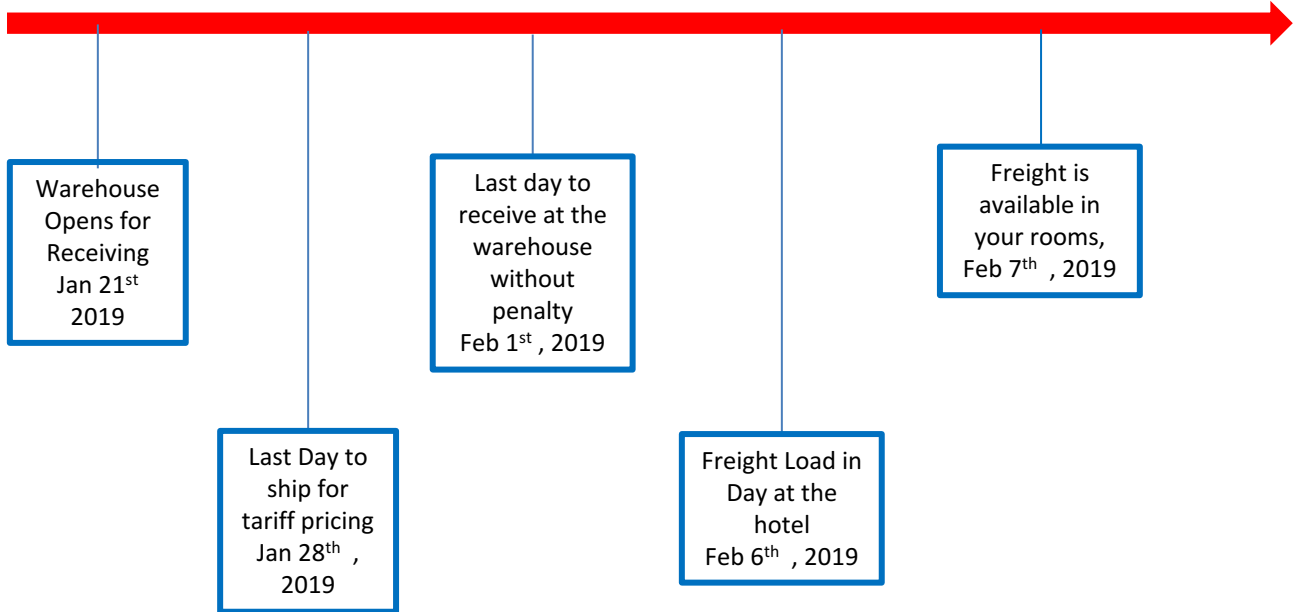 Warehouse
Opens for
Receiving
Jan 21st
2019
Last Day to
ship for
tariff pricing
Jan 28th ,
2019
Last day to
receive at the
warehouse
without
penalty
Feb 1st , 2019
Freight Load in
Day at the
hotel
Feb 6th , 2019
Freight is
available in
your rooms,
Feb 7th , 2019